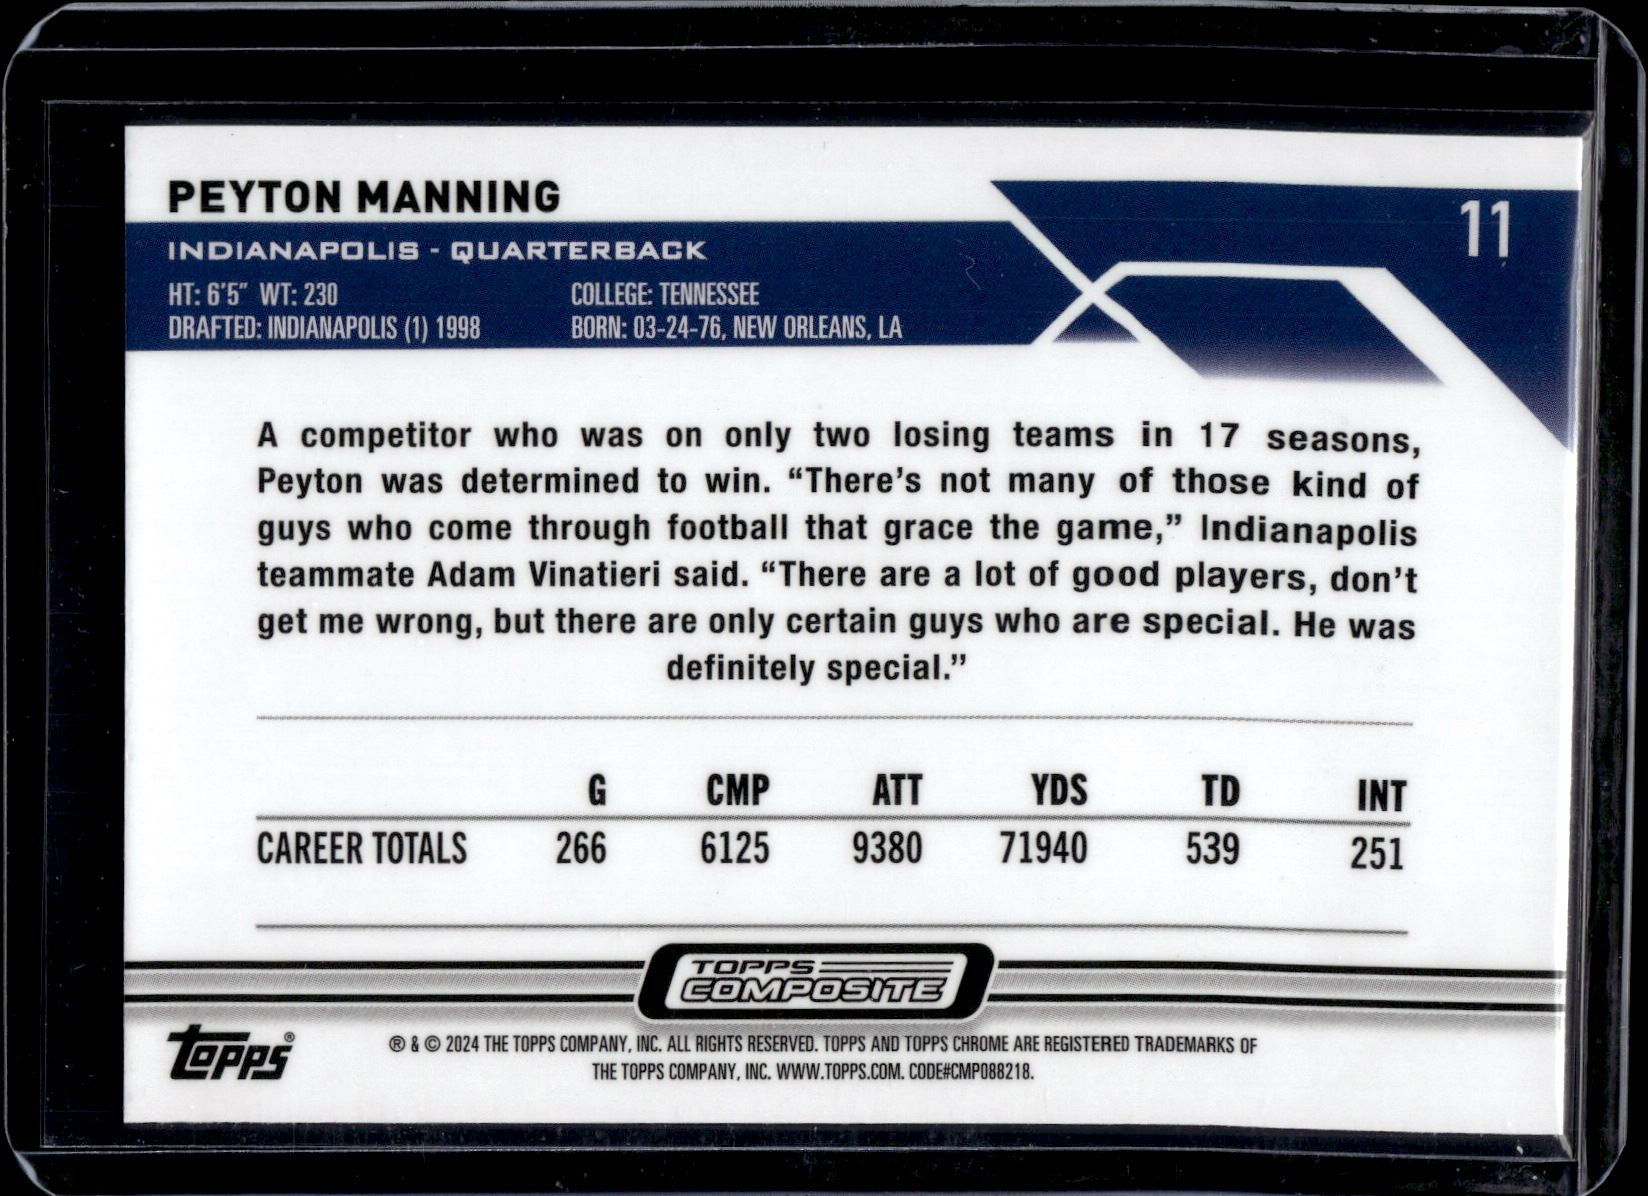 PEYTON MANNING
11
INDIANAPOLIS - QUARTERBACK
HT: 6'5" WT: 230
COLLEGE: TENNESSEE
DRAFTED: INDIANAPOLIS (1) 1998
BORN: 03-24-76, NEW ORLEANS, LA
A competitor who was on only two losing teams in 17 seasons,
Peyton was determined to win. “There’s not many of those kind of
guys who come through football that grace the game,” Indianapolis
teammate Adam Vinatieri said. “There are a lot of good players, don’t
get me wrong, but there are only certain guys who are special. He was
definitely special.”
G CMP ATT YDS TD INT
CAREER TOTALS 266 6125 9380 71940 539 251
TOPPS
COMPOSITE
Topps®
® & © 2024 THE TOPPS COMPANY, INC. ALL RIGHTS RESERVED. TOPPS AND TOPPS CHROME ARE REGISTERED TRADEMARKS OF
THE TOPPS COMPANY, INC. WWW.TOPPS.COM. CODE#CMP088218.